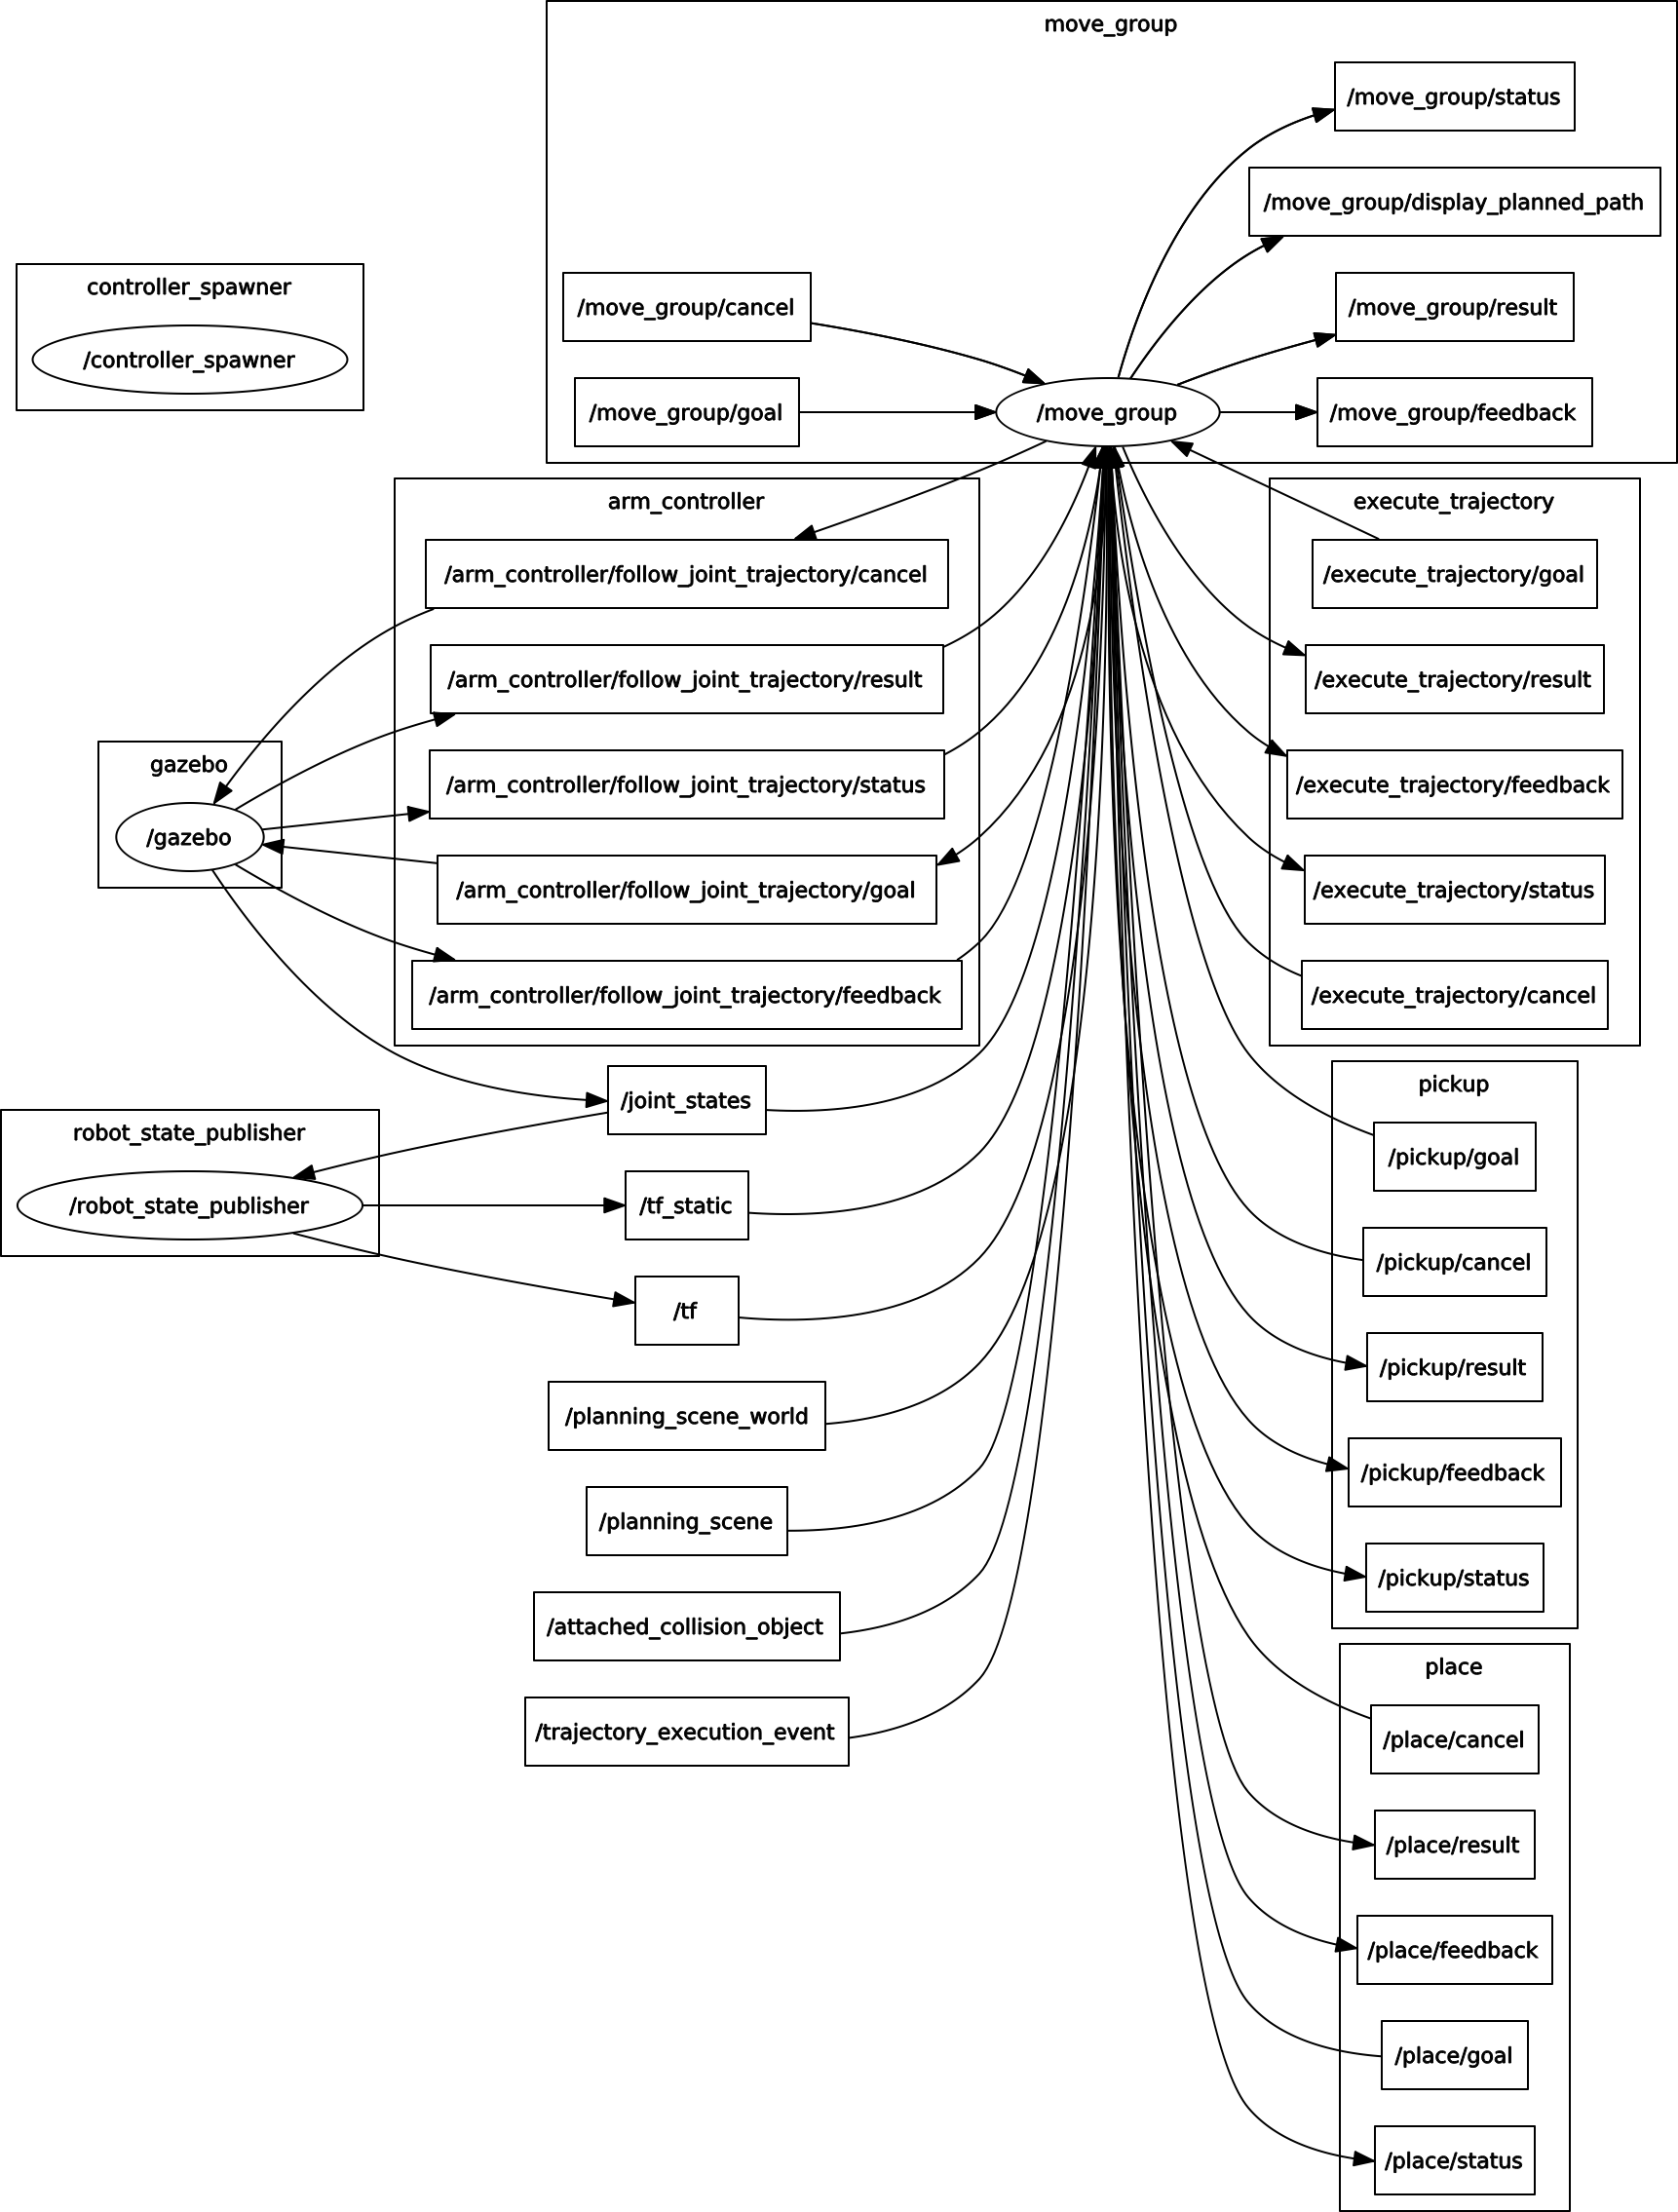 move_group
/move_group/status
/move_group/display_planned_path
/move_group/cancel
/move_group/result
/move_group/goal
/move_group
/move_group/feedback
controller_spawner
/controller_spawner
arm_controller
/arm_controller/follow_joint_trajectory/cancel
/arm_controller/follow_joint_trajectory/result
/arm_controller/follow_joint_trajectory/status
/arm_controller/follow_joint_trajectory/goal
/arm_controller/follow_joint_trajectory/feedback
execute_trajectory
/execute_trajectory/goal
/execute_trajectory/result
/execute_trajectory/feedback
/execute_trajectory/status
/execute_trajectory/cancel
gazebo
/gazebo
robot_state_publisher
/robot_state_publisher
/joint_states
/tf_static
/tf
/planning_scene_world
/planning_scene
/attached_collision_object
/trajectory_execution_event
pickup
/pickup/goal
/pickup/cancel
/pickup/result
/pickup/feedback
/pickup/status
place
/place/cancel
/place/result
/place/feedback
/place/goal
/place/status